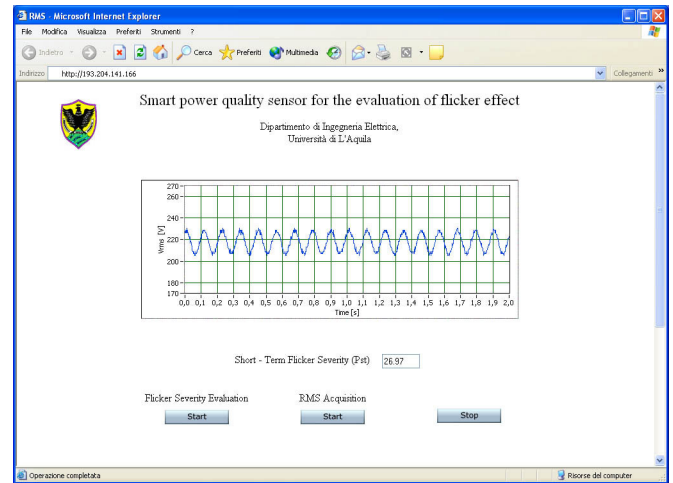 RMS - Microsoft Internet Explorer
File Modifica Visualizza Preferiti Strumenti ?
Indietro Cerca Preferiti Multimedia
Indirizzo http://193.204.141.166 Collegamenti »
Smart power quality sensor for the evaluation of flicker effect
Dipartimento di Ingegneria Elettrica,
Università di L'Aquila
270
260
240
220
200
180
170
Vrms [V]
0,0 0,1 0,2 0,3 0,4 0,5 0,6 0,7 0,8 0,9 1,0 1,1 1,2 1,3 1,4 1,5 1,6 1,7 1,8 1,9 2,0
Time [s]
Short - Term Flicker Severity (Pst) 26.97
Flicker Severity Evaluation RMS Acquisition
Start Start Stop
Operazione completata Risorse del computer